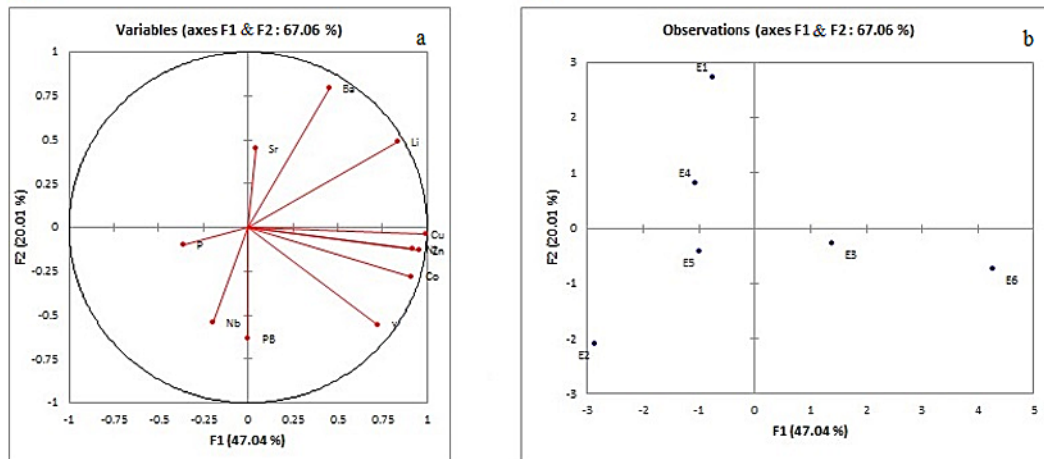 Variables (axes F1 & F2 : 67.06 %)
a
F2 (20.01 %)
1
0.75
0.5
0.25
0
-0.25
-0.5
-0.75
-1
Ba
Li
Sr
Cu
Zn
Co
P
Nb
PB
V
-1
-0.75
-0.5
-0.25
0
0.25
0.5
0.75
1
F1 (47.04 %)
Observations (axes F1 & F2 : 67.06 %)
b
F2 (20.01 %)
3
2
1
0
-1
-2
-3
E1
E4
E3
E5
E6
E2
-3
-2
-1
0
1
2
3
4
5
F1 (47.04 %)